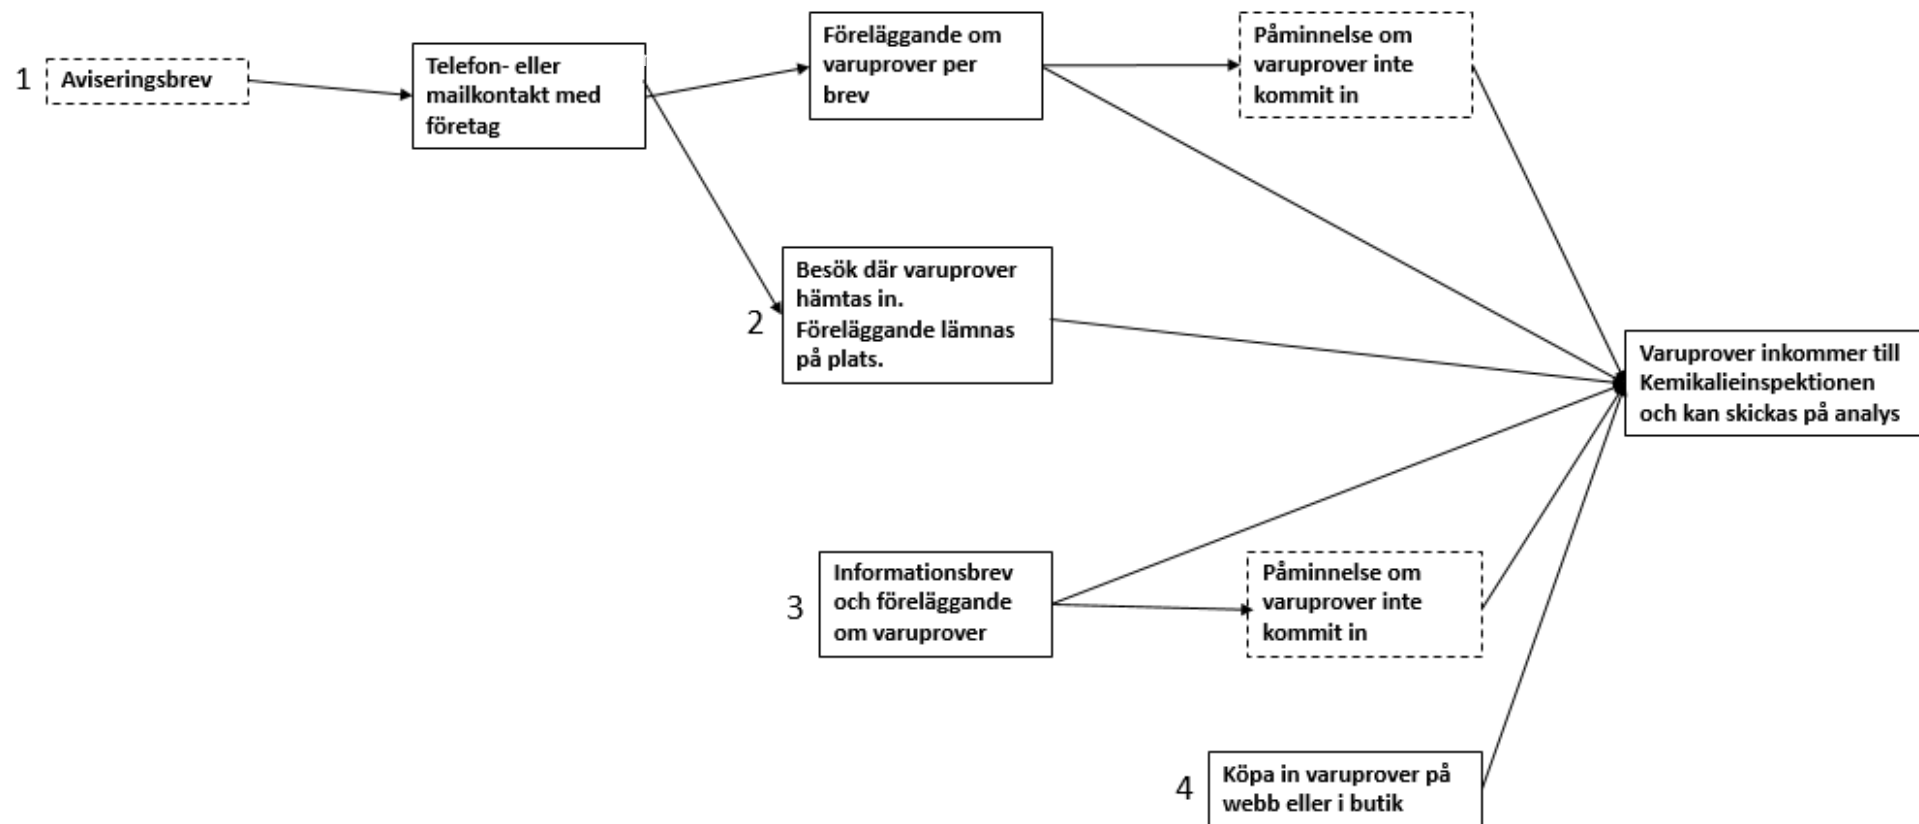 1
Aviseringsbrev
Telefon- eller
mailkontakt med
företag
Föreläggande om
varuprover per
brev
Påminnelse om
varuprover inte
kommit in
2
Besök där varuprover
hämtas in.
Föreläggande lämnas
på plats.
Varuprover inkommer till
Kemikalieinspektionen
och kan skickas på analys
3
Informationsbrev
och föreläggande
om varuprover
Påminnelse om
varuprover inte
kommit in
4
Köpa in varuprover på
webb eller i butik